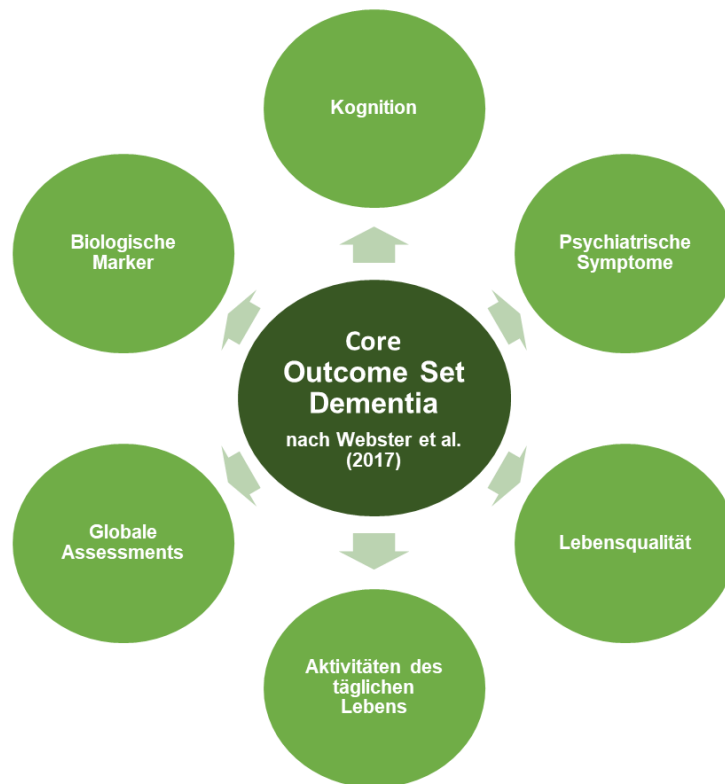 Kognition
Psychiatrische
Symptome
Lebensqualität
Aktivitäten des
täglichen
Lebens
Globale
Assessments
Biologische
Marker
Core
Outcome Set
Dementia
nach Webster et al.
(2017)